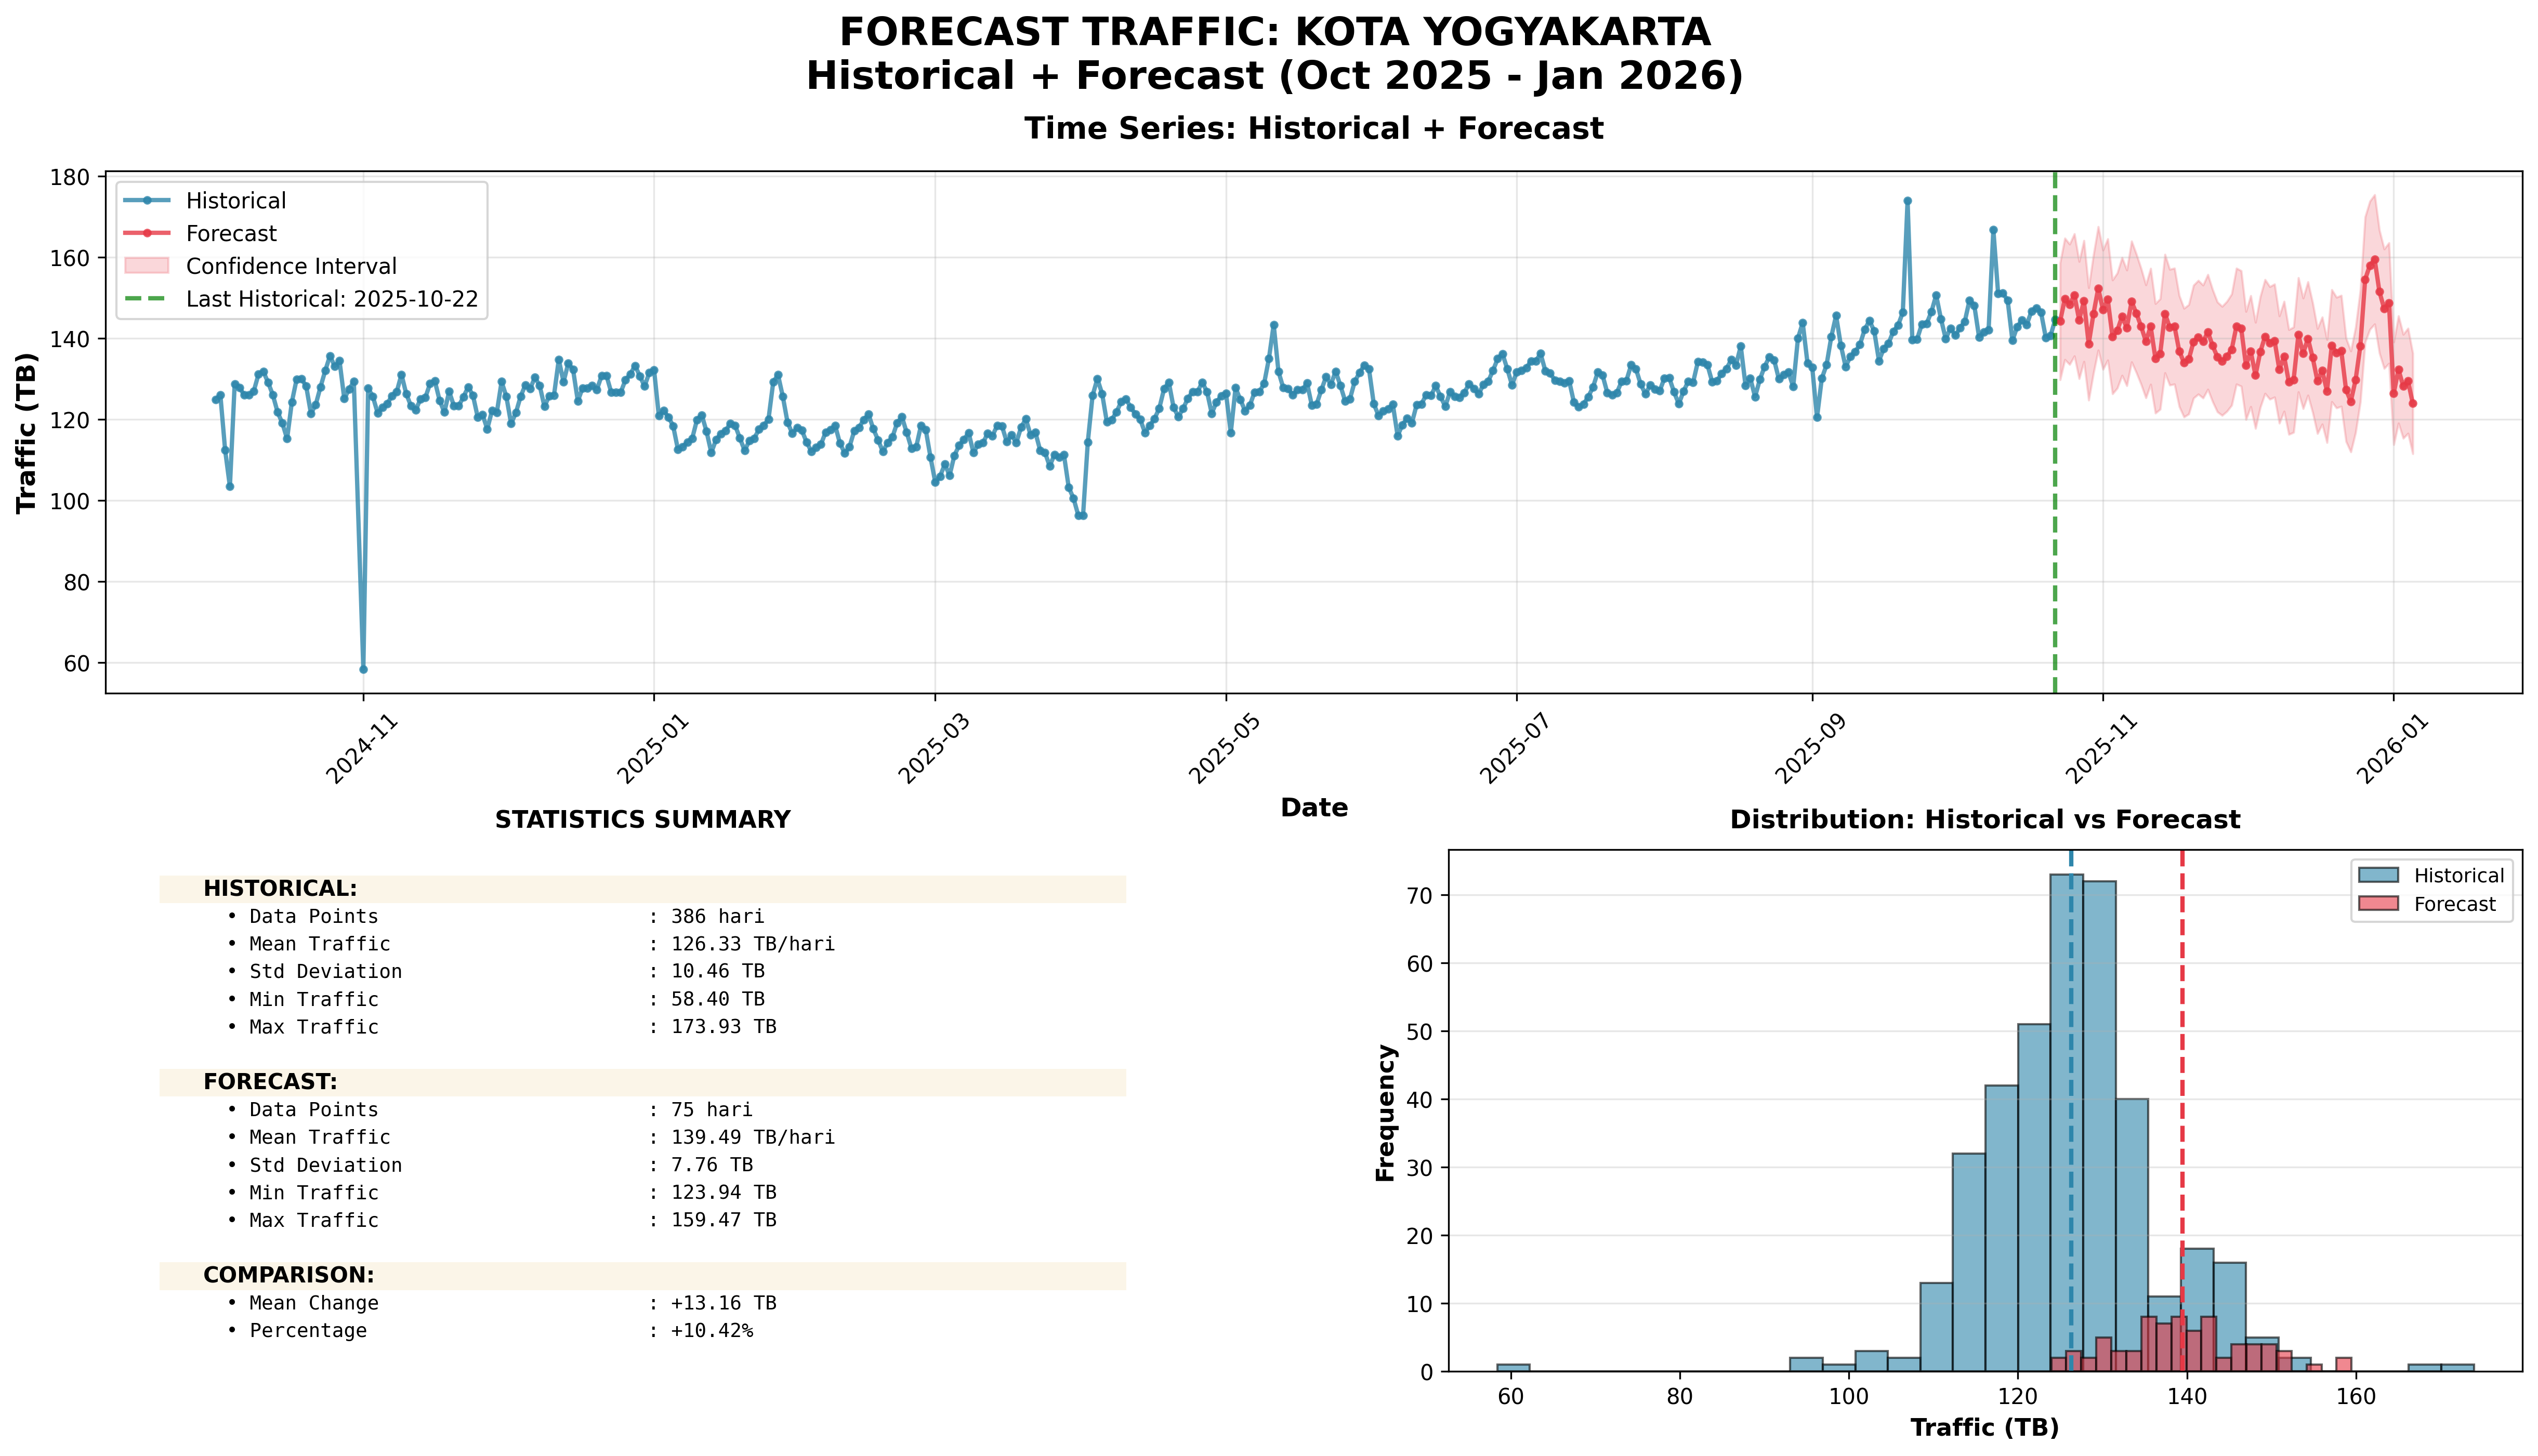 FORECAST TRAFFIC: KOTA YOGYAKARTA
Historical + Forecast (Oct 2025 - Jan 2026)
Time Series: Historical + Forecast
Traffic (TB)
180
160
140
120
100
80
60
Historical
Forecast
Confidence Interval
Last Historical: 2025-10-22
2024-11
2025-01
2025-03
2025-05
2025-07
2025-09
2025-11
2026-01
Date
STATISTICS SUMMARY
HISTORICAL:
• Data Points : 386 hari
• Mean Traffic : 126.33 TB/hari
• Std Deviation : 10.46 TB
• Min Traffic : 58.40 TB
• Max Traffic : 173.93 TB
FORECAST:
• Data Points : 75 hari
• Mean Traffic : 139.49 TB/hari
• Std Deviation : 7.76 TB
• Min Traffic : 123.94 TB
• Max Traffic : 159.47 TB
COMPARISON:
• Mean Change : +13.16 TB
• Percentage : +10.42%
Distribution: Historical vs Forecast
Frequency
70
60
50
40
30
20
10
0
Historical
Forecast
60
80
100
120
140
160
Traffic (TB)